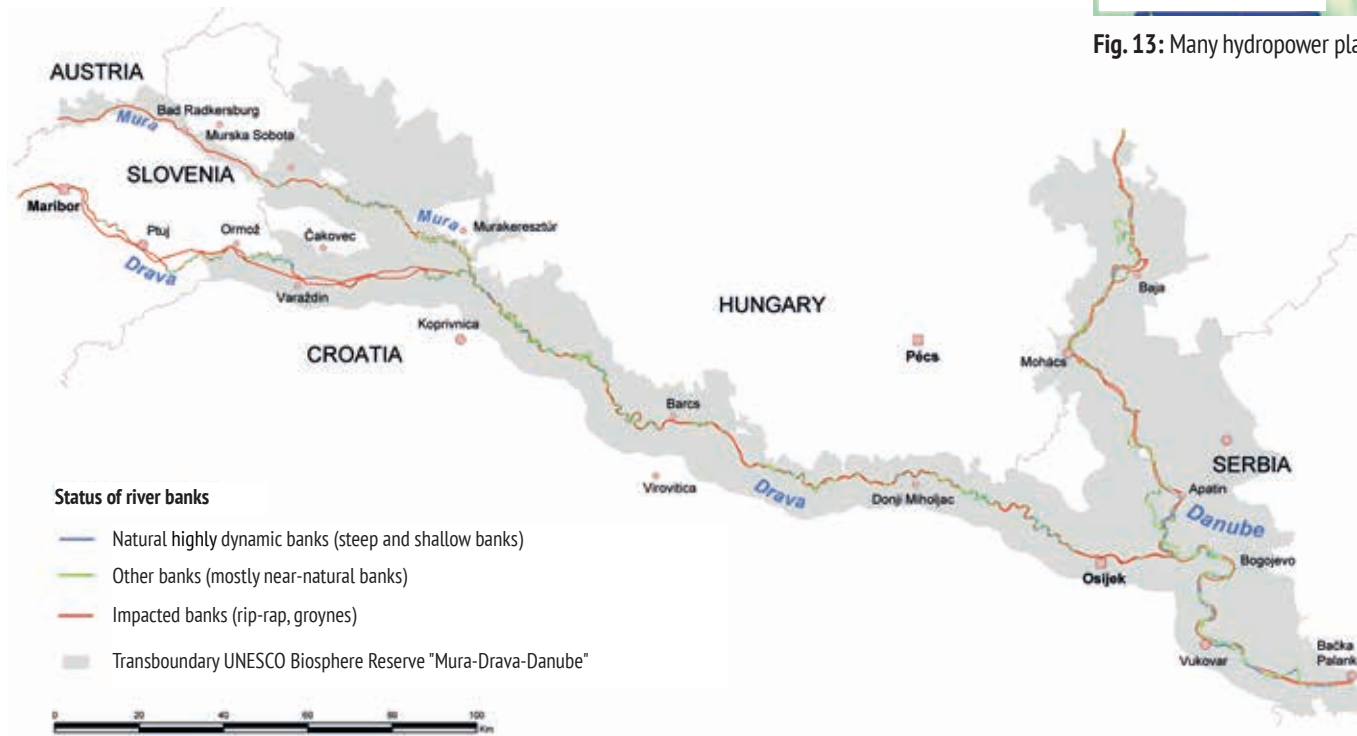 Fig. 13: Many hydropower pla
AUSTRIA
Bad Radkersburg
Mura
Murska Sobota
SLOVENIA
Maribor
Ptuj
Ormož
Čakovec
Mura
Murakeresztúr
Drava
Varaždin
Koprivnica
CROATIA
HUNGARY
Pécs
Baja
Mohács
Barcs
Virovitica
Drava
Donji Miholjac
SERBIA
Apatin
Danube
Bogojevo
Osijek
Vukovar
Bačka
Palank
Status of river banks
Natural highly dynamic banks (steep and shallow banks)
Other banks (mostly near-natural banks)
Impacted banks (rip-rap, groynes)
Transboundary UNESCO Biosphere Reserve "Mura-Drava-Danube"
0 20 40 60 80 100
Km